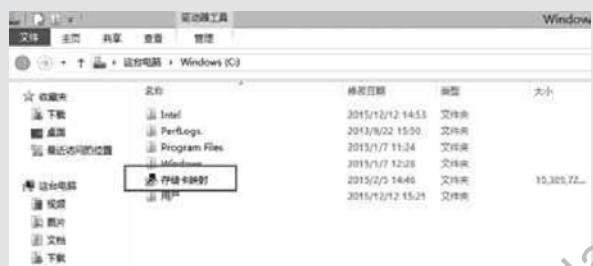 驱动器工具
Window
文件 主页 共享 查看 管理
这台电脑 Windows (C:)
名称 修改日期 类型 大小
收藏夹
下载
桌面
最近访问的位置
Intel 2015/12/12 14:53 文件夹
PerfLogs 2013/8/22 15:50 文件夹
Program Files 2015/1/7 11:24 文件夹
Windows 2015/1/7 12:28 文件夹
存储卡映射 2015/2/5 14:46 文件夹
用户 2015/12/12 15:21 文件夹
这台电脑
视频
图片
文档
下载